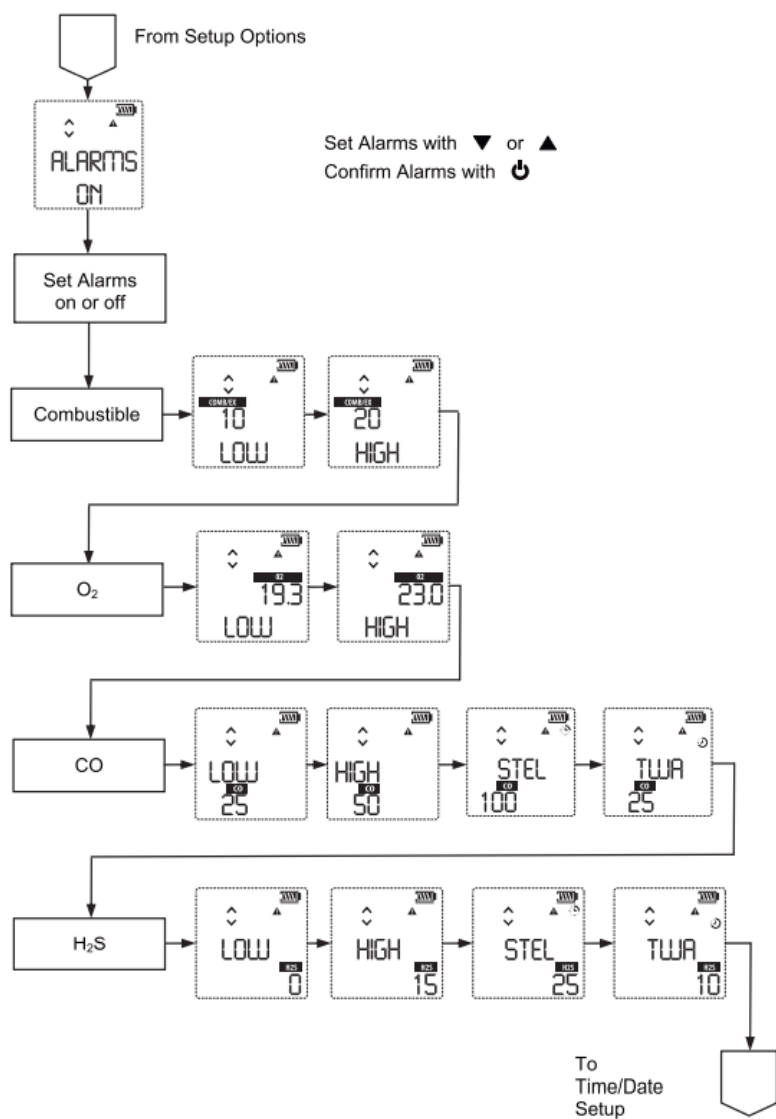 From Setup Options
ALARMS
ON
Set Alarms with ▼ or ▲
Confirm Alarms with ⏻
Set Alarms
on or off
Combustible
COMB/EX
10
LOW
COMB/EX
20
HIGH
O₂
O2
19.3
LOW
O2
23.0
HIGH
CO
LOW
CO
25
HIGH
CO
50
STEL
CO
100
TWA
CO
25
H₂S
LOW
H2S
0
HIGH
H2S
15
STEL
H2S
25
TWA
H2S
10
To
Time/Date
Setup